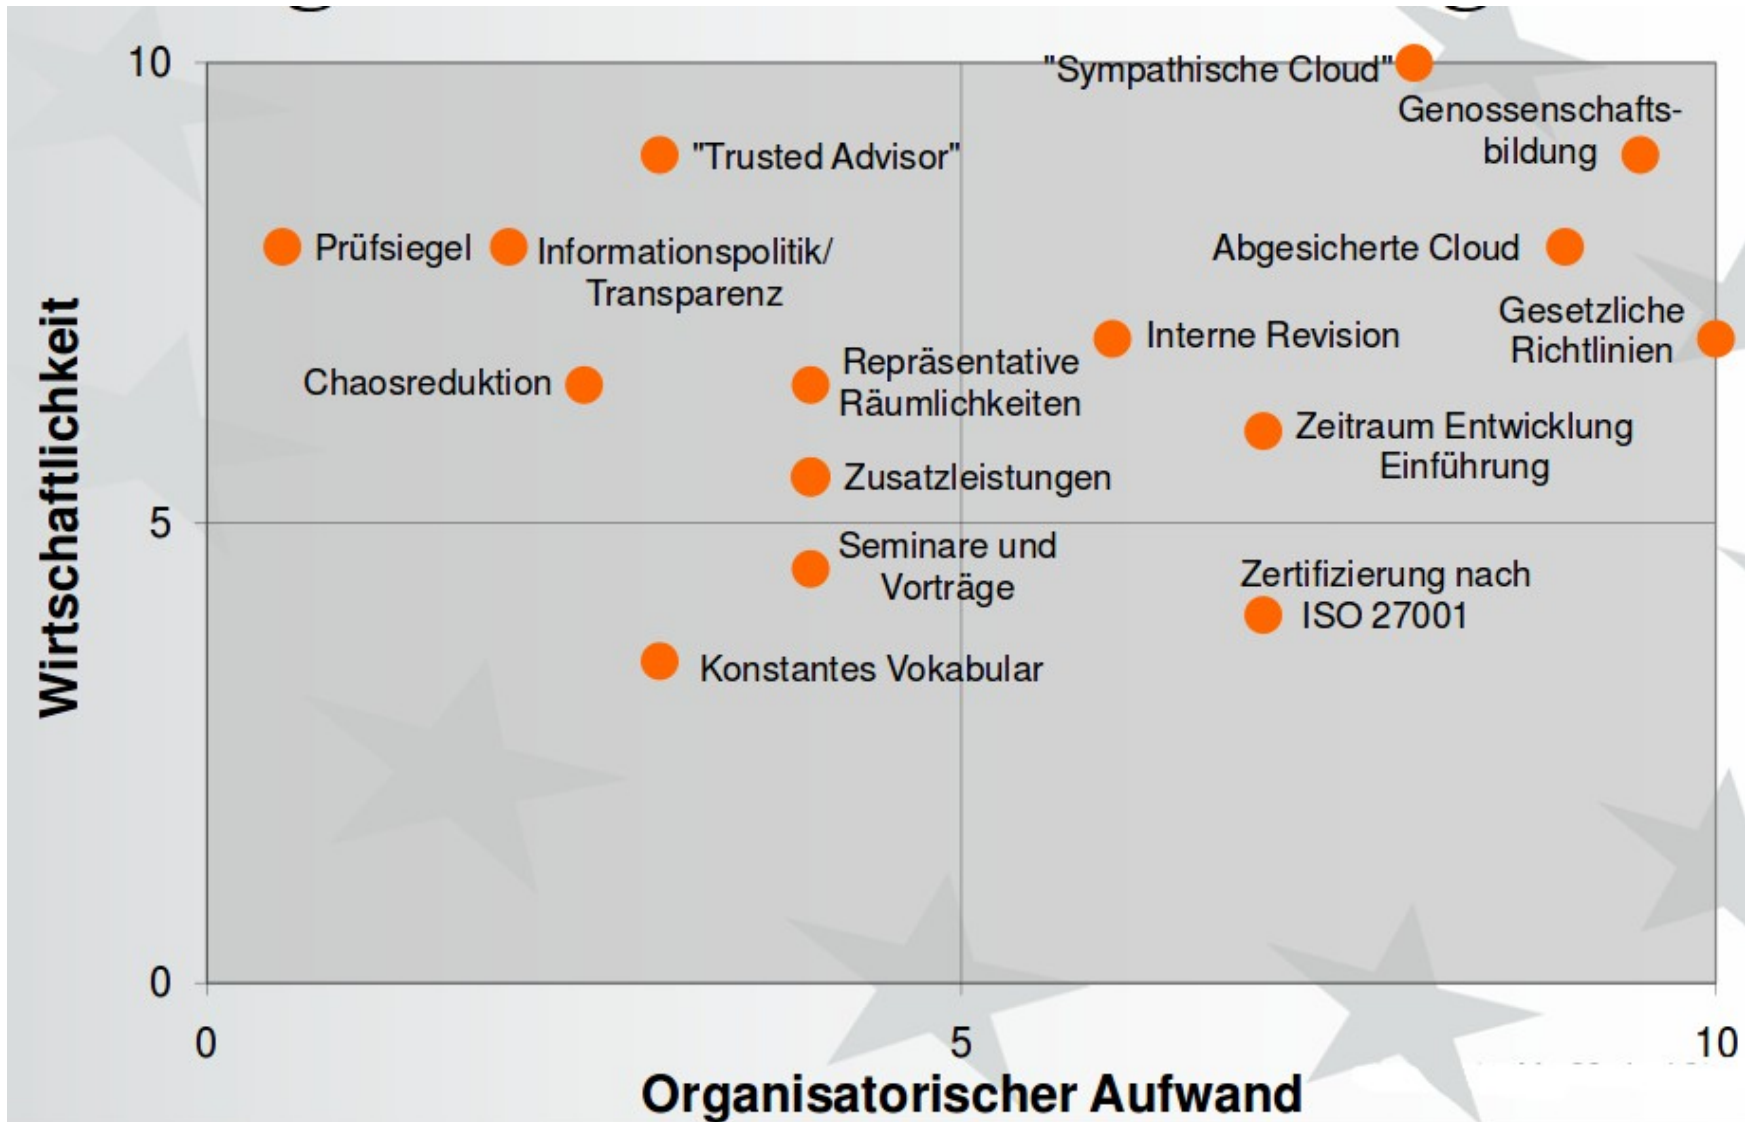 10
"Sympathische Cloud"
Genossenschafts-
bildung
"Trusted Advisor"
Prüfsiegel
Informationspolitik/
Transparenz
Abgesicherte Cloud
Gesetzliche
Richtlinien
Interne Revision
Chaosreduktion
Repräsentative
Räumlichkeiten
Zeitraum Entwicklung
Einführung
Zusatzleistungen
5
Seminare und
Vorträge
Zertifizierung nach
ISO 27001
Konstantes Vokabular
Wirtschaftlichkeit
0
0
5
10
Organisatorischer Aufwand